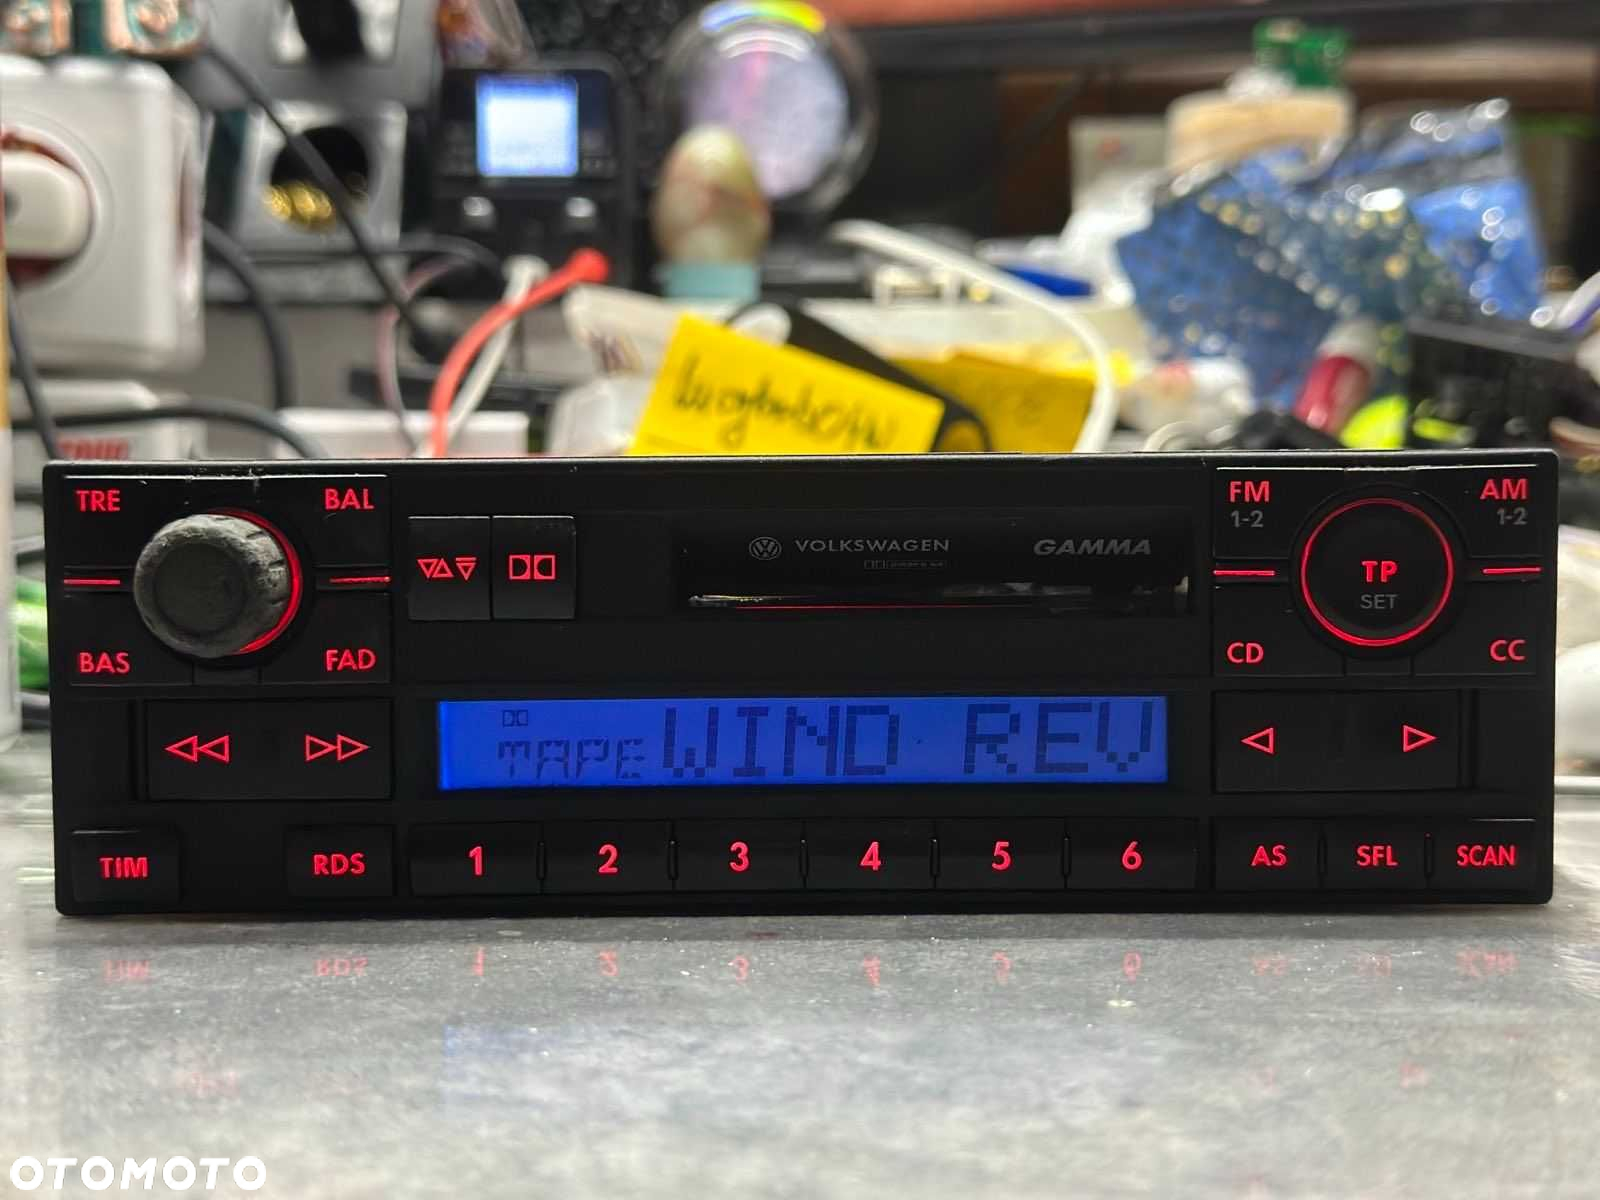 TRE
BAL
BAS
FAD
VOLKSWAGEN
GAMMA
FM
1-2
AM
1-2
TP
SET
CD
CC
TAPE WIND REV
TIM
RDS
1
2
3
4
5
6
AS
SFL
SCAN
OTOMOTO